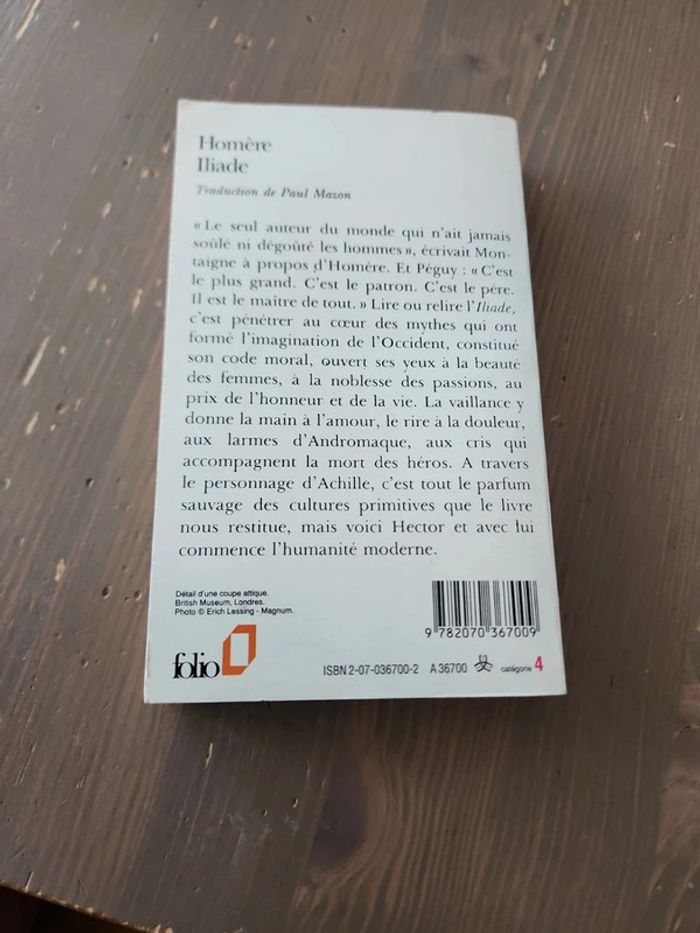 Homère
Iliade
Traduction de Paul Mazon
« Le seul auteur du monde qui n'ait jamais
soûlé ni dégoûté les hommes », écrivait Mon-
taigne à propos d'Homère. Et Péguy : « C'est
le plus grand. C'est le patron. C'est le père.
Il est le maître de tout. » Lire ou relire l'Iliade,
c'est pénétrer au cœur des mythes qui ont
formé l'imagination de l'Occident, constitué
son code moral, ouvert ses yeux à la beauté
des femmes, à la noblesse des passions, au
prix de l'honneur et de la vie. La vaillance y
donne la main à l'amour, le rire à la douleur,
aux larmes d'Andromaque, aux cris qui
accompagnent la mort des héros. A travers
le personnage d'Achille, c'est tout le parfum
sauvage des cultures primitives que le livre
nous restitue, mais voici Hector et avec lui
commence l'humanité moderne.
Détail d'une coupe attique.
British Museum, Londres.
Photo © Erich Lessing - Magnum.
9 782070 367009
folio
ISBN 2-07-036700-2 A 36700 catégorie 4